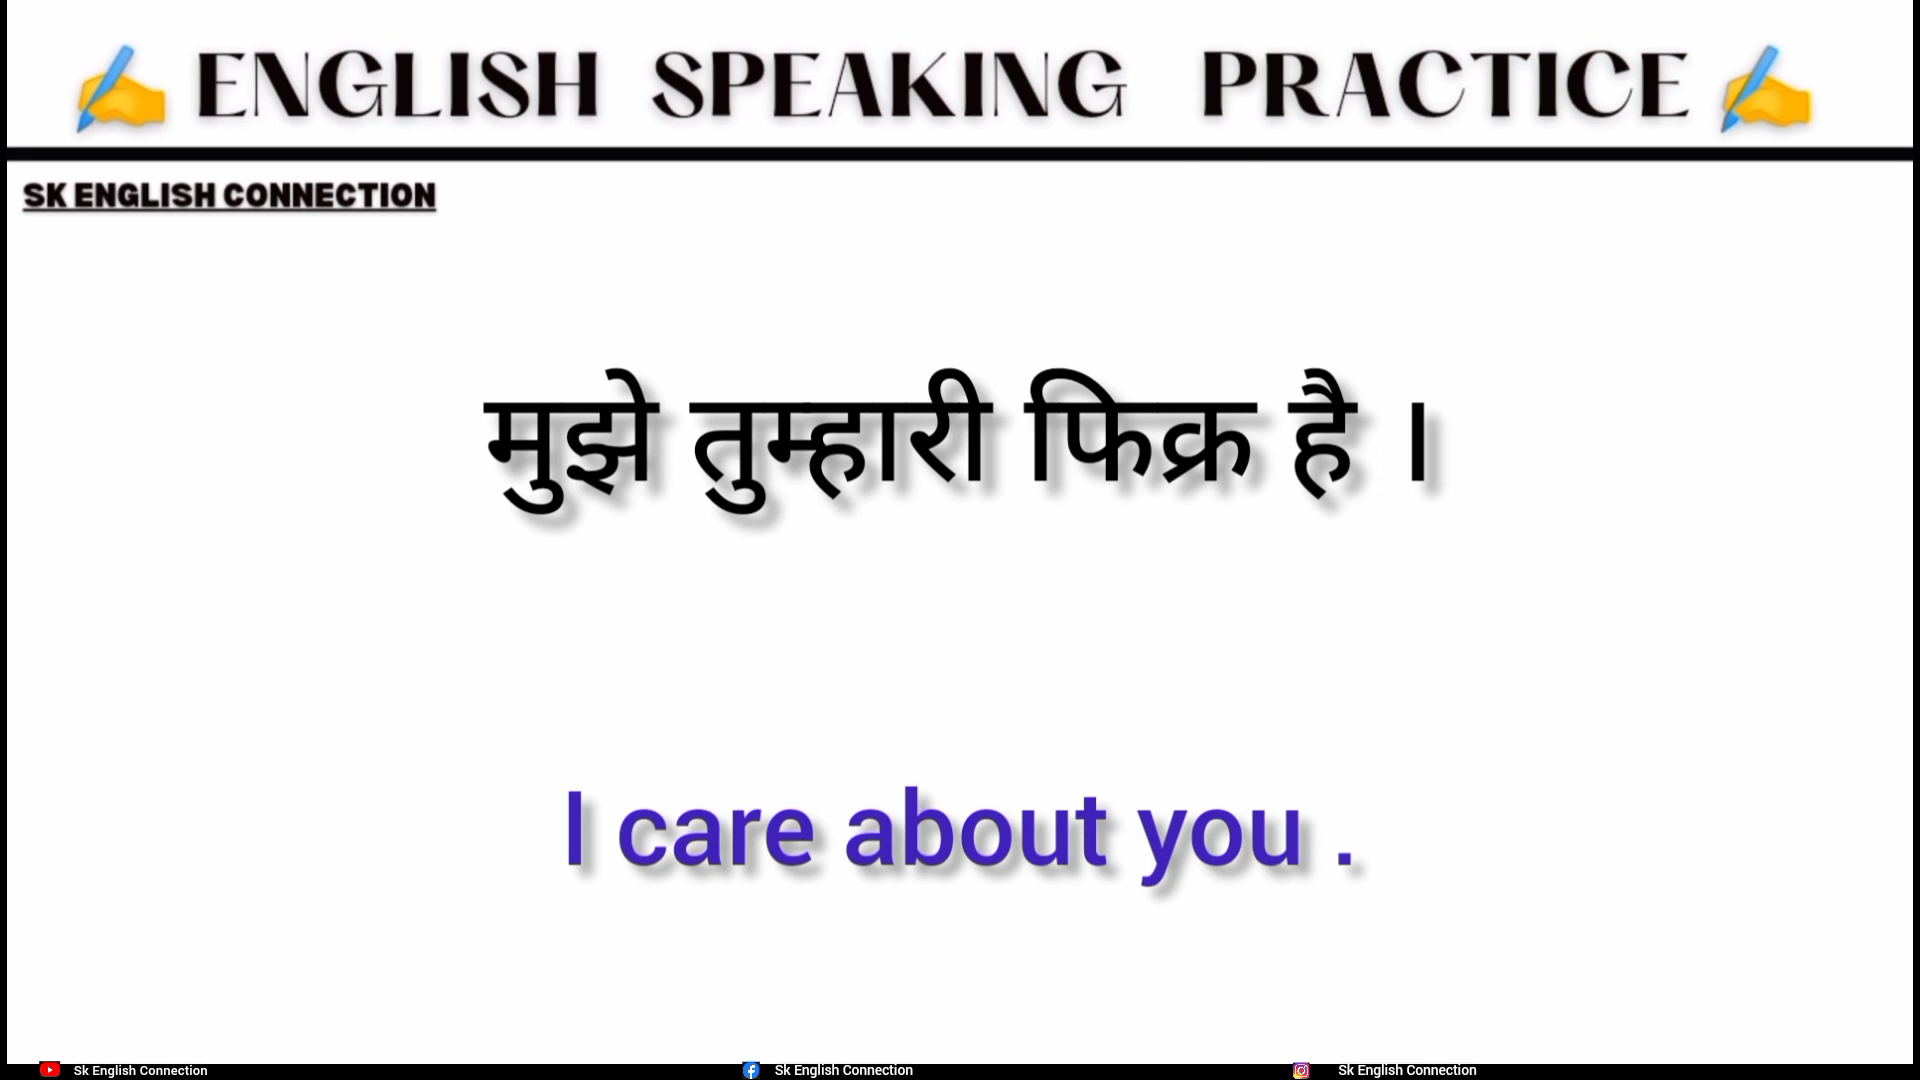 ✍️ ENGLISH SPEAKING PRACTICE ✍️
SK ENGLISH CONNECTION
मुझे तुम्हारी फिक्र है ।
I care about you .
Sk English Connection Sk English Connection Sk English Connection